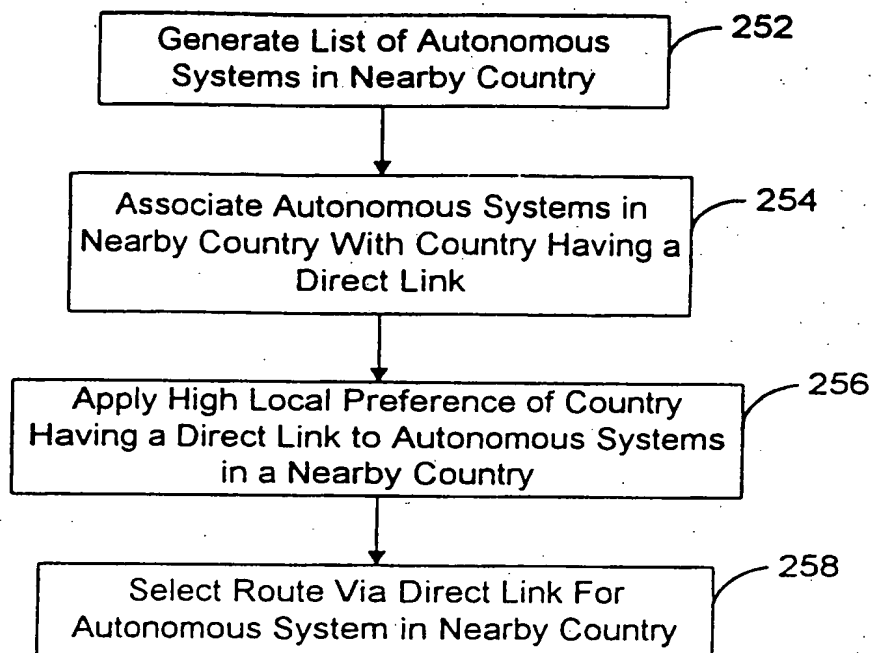 Generate List of Autonomous
Systems in Nearby Country
252
Associate Autonomous Systems in
Nearby Country With Country Having a
Direct Link
254
Apply High Local Preference of Country
Having a Direct Link to Autonomous Systems
in a Nearby Country
256
Select Route Via Direct Link For
Autonomous System in Nearby Country
258